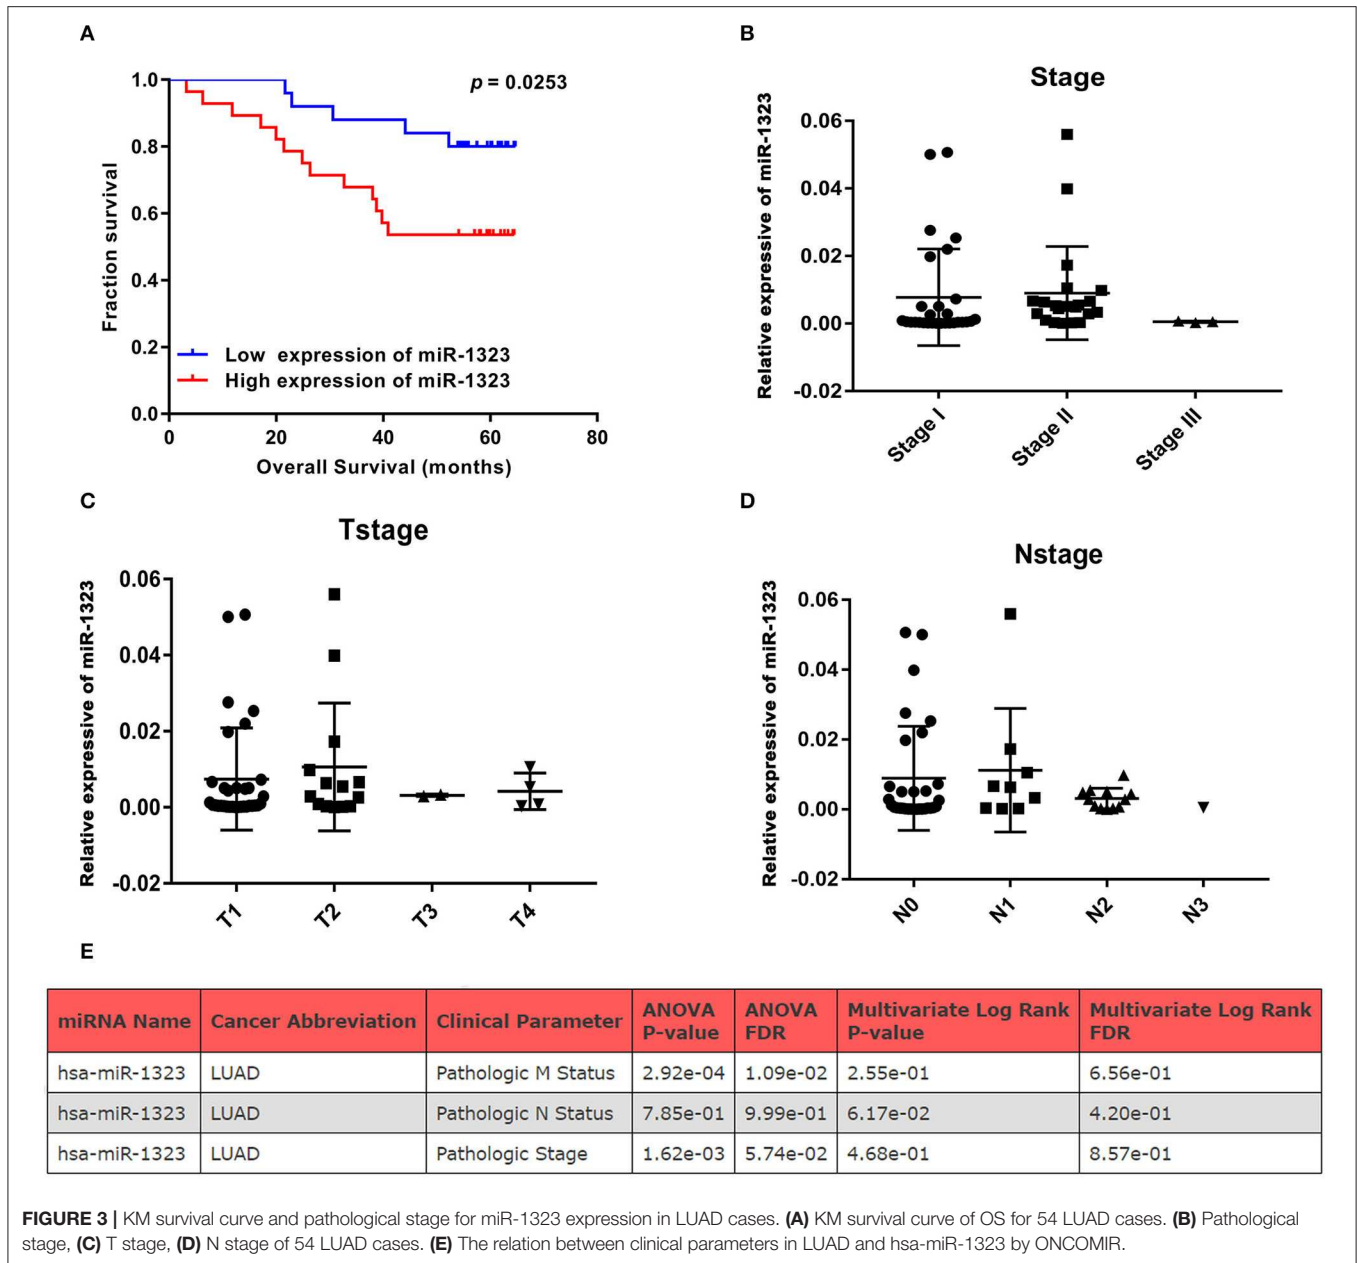 A
p = 0.0253
Fraction survival
1.0
0.8
0.6
0.4
0.2
0.0
Low expression of miR-1323
High expression of miR-1323
0 20 40 60 80
Overall Survival (months)
B
Stage
Relative expressive of miR-1323
0.06
0.04
0.02
0.00
-0.02
Stage I Stage II Stage III
C
Tstage
Relative expressive of miR-1323
0.06
0.04
0.02
0.00
-0.02
T1 T2 T3 T4
D
Nstage
Relative expressive of miR-1323
0.06
0.04
0.02
0.00
-0.02
N0 N1 N2 N3
E
miRNA Name Cancer Abbreviation Clinical Parameter ANOVA P-value ANOVA FDR Multivariate Log Rank P-value Multivariate Log Rank FDR
hsa-miR-1323 LUAD Pathologic M Status 2.92e-04 1.09e-02 2.55e-01 6.56e-01
hsa-miR-1323 LUAD Pathologic N Status 7.85e-01 9.99e-01 6.17e-02 4.20e-01
hsa-miR-1323 LUAD Pathologic Stage 1.62e-03 5.74e-02 4.68e-01 8.57e-01
FIGURE 3 | KM survival curve and pathological stage for miR-1323 expression in LUAD cases. (A) KM survival curve of OS for 54 LUAD cases. (B) Pathological
stage, (C) T stage, (D) N stage of 54 LUAD cases. (E) The relation between clinical parameters in LUAD and hsa-miR-1323 by ONCOMIR.